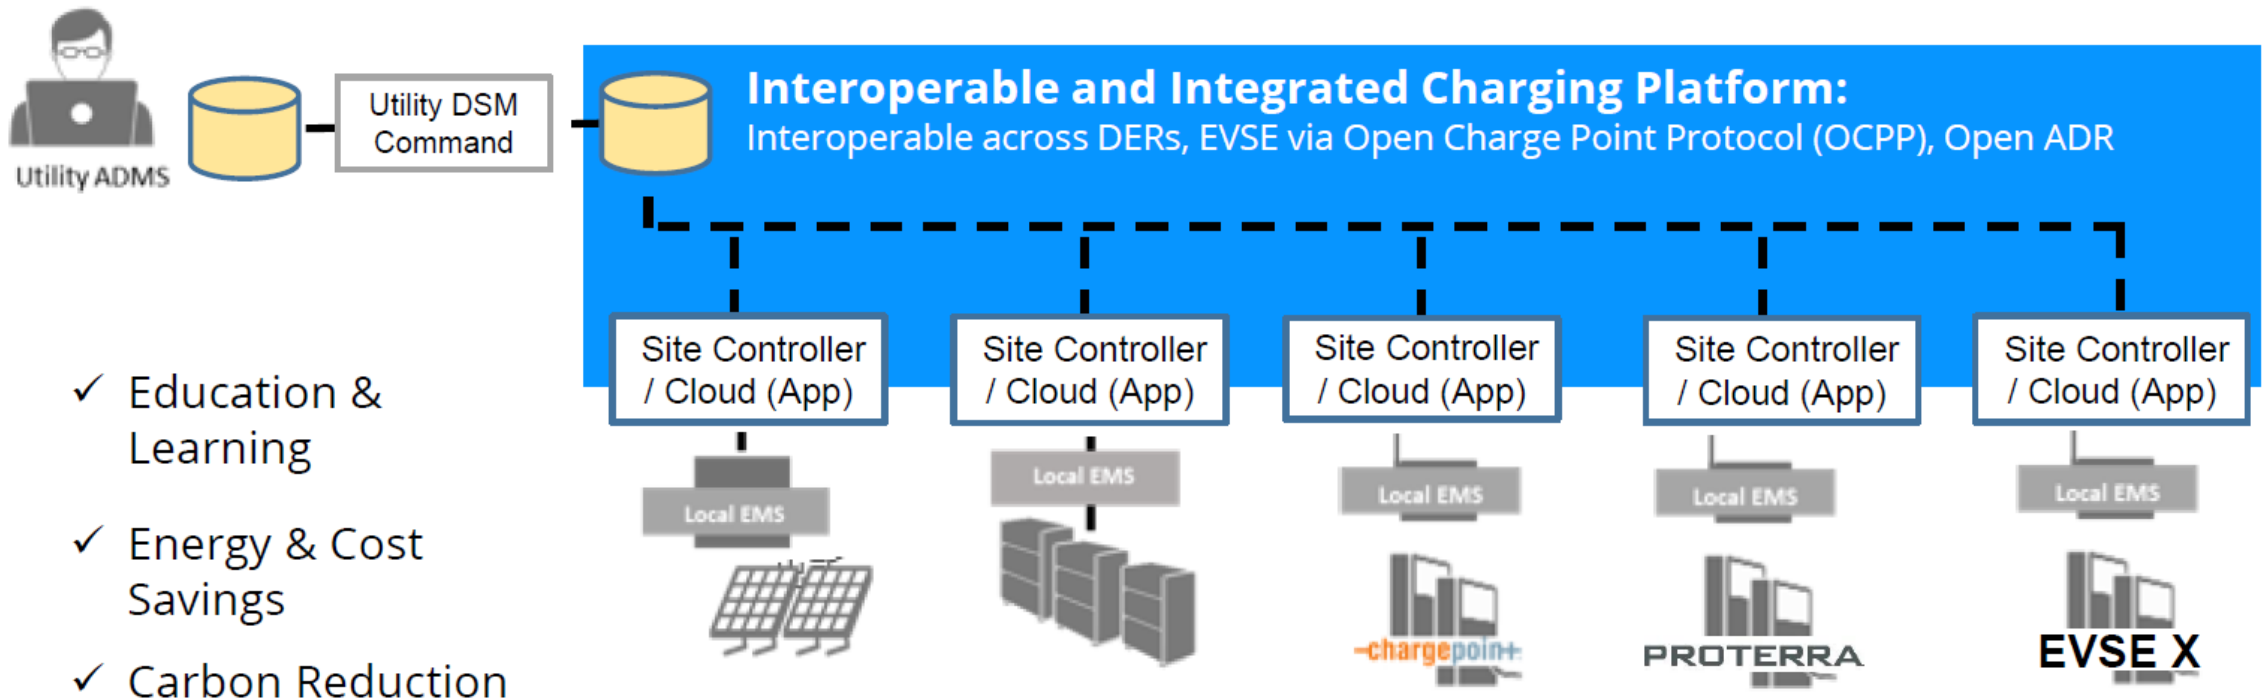 Utility ADMS
Utility DSM
Command
Interoperable and Integrated Charging Platform:
Interoperable across DERs, EVSE via Open Charge Point Protocol (OCPP), Open ADR
Site Controller
/ Cloud (App)
Site Controller
/ Cloud (App)
Site Controller
/ Cloud (App)
Site Controller
/ Cloud (App)
Site Controller
/ Cloud (App)
Local EMS
Local EMS
Local EMS
Local EMS
Local EMS
-chargepoin+
PROTERRA
EVSE X
✓ Education &
Learning
✓ Energy & Cost
Savings
✓ Carbon Reduction